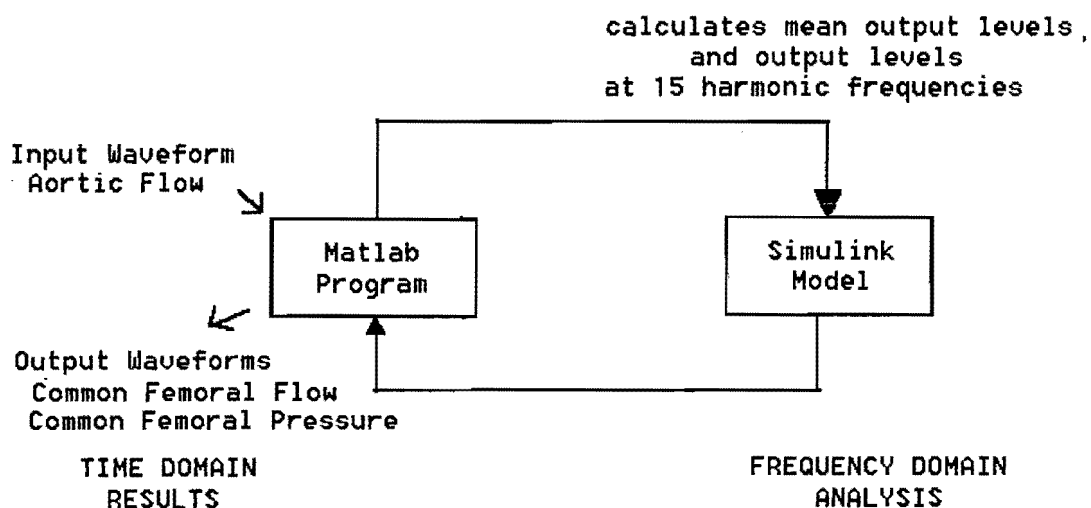 calculates mean output levels,
and output levels
at 15 harmonic frequencies
Input Waveform
Aortic Flow
Matlab
Program
Simulink
Model
Output Waveforms
Common Femoral Flow
Common Femoral Pressure
TIME DOMAIN
RESULTS
FREQUENCY DOMAIN
ANALYSIS